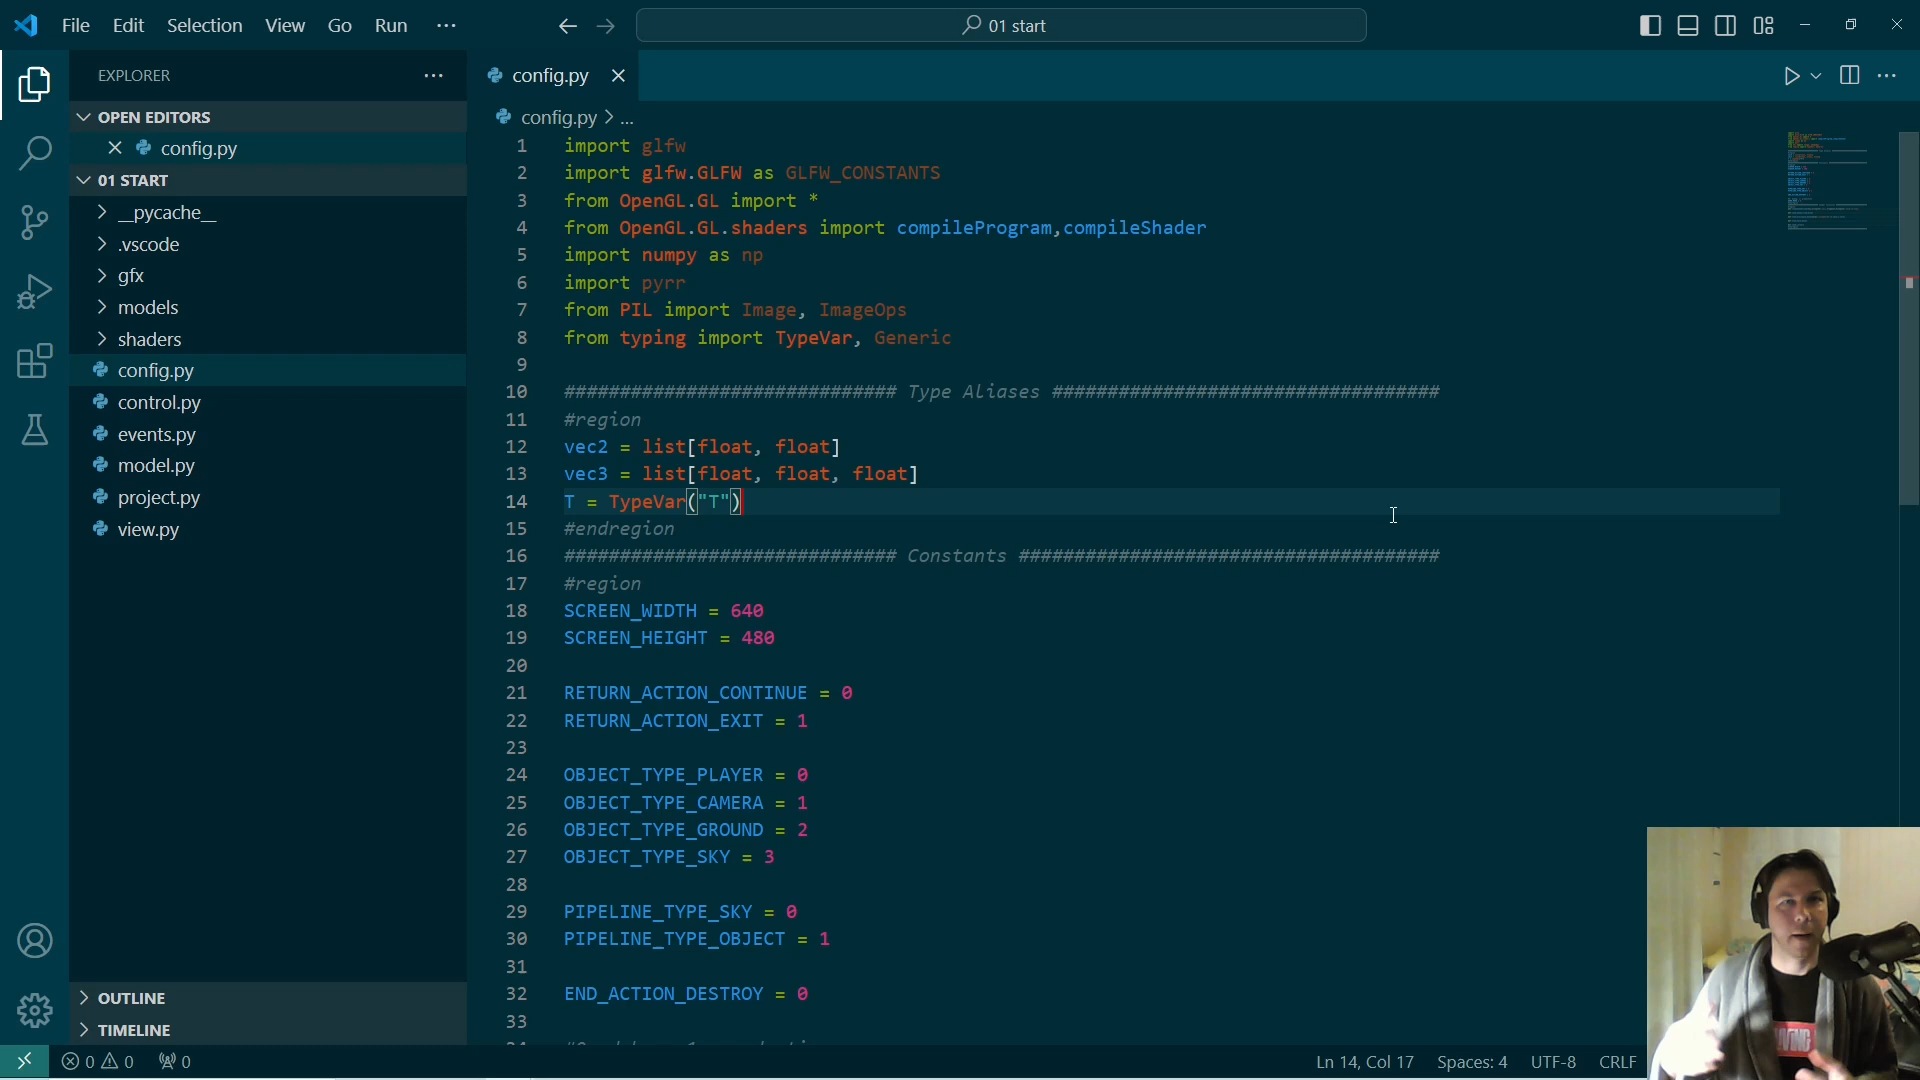 File Edit Selection View Go Run ···
01 start
EXPLORER ···
OPEN EDITORS
config.py
01 START
__pycache__
.vscode
gfx
models
shaders
config.py
control.py
events.py
model.py
project.py
view.py
OUTLINE
TIMELINE
config.py
config.py > ...
1 import glfw
2 import glfw.GLFW as GLFW_CONSTANTS
3 from OpenGL.GL import *
4 from OpenGL.GL.shaders import compileProgram,compileShader
5 import numpy as np
6 import pyrr
7 from PIL import Image, ImageOps
8 from typing import TypeVar, Generic
9
10 ############################## Type Aliases ###################################
11 #region
12 vec2 = list[float, float]
13 vec3 = list[float, float, float]
14 T = TypeVar("T")
15 #endregion
16 ############################## Constants ######################################
17 #region
18 SCREEN_WIDTH = 640
19 SCREEN_HEIGHT = 480
20
21 RETURN_ACTION_CONTINUE = 0
22 RETURN_ACTION_EXIT = 1
23
24 OBJECT_TYPE_PLAYER = 0
25 OBJECT_TYPE_CAMERA = 1
26 OBJECT_TYPE_GROUND = 2
27 OBJECT_TYPE_SKY = 3
28
29 PIPELINE_TYPE_SKY = 0
30 PIPELINE_TYPE_OBJECT = 1
31
32 END_ACTION_DESTROY = 0
33
0 0 0
Ln 14, Col 17 Spaces: 4 UTF-8 CRLF